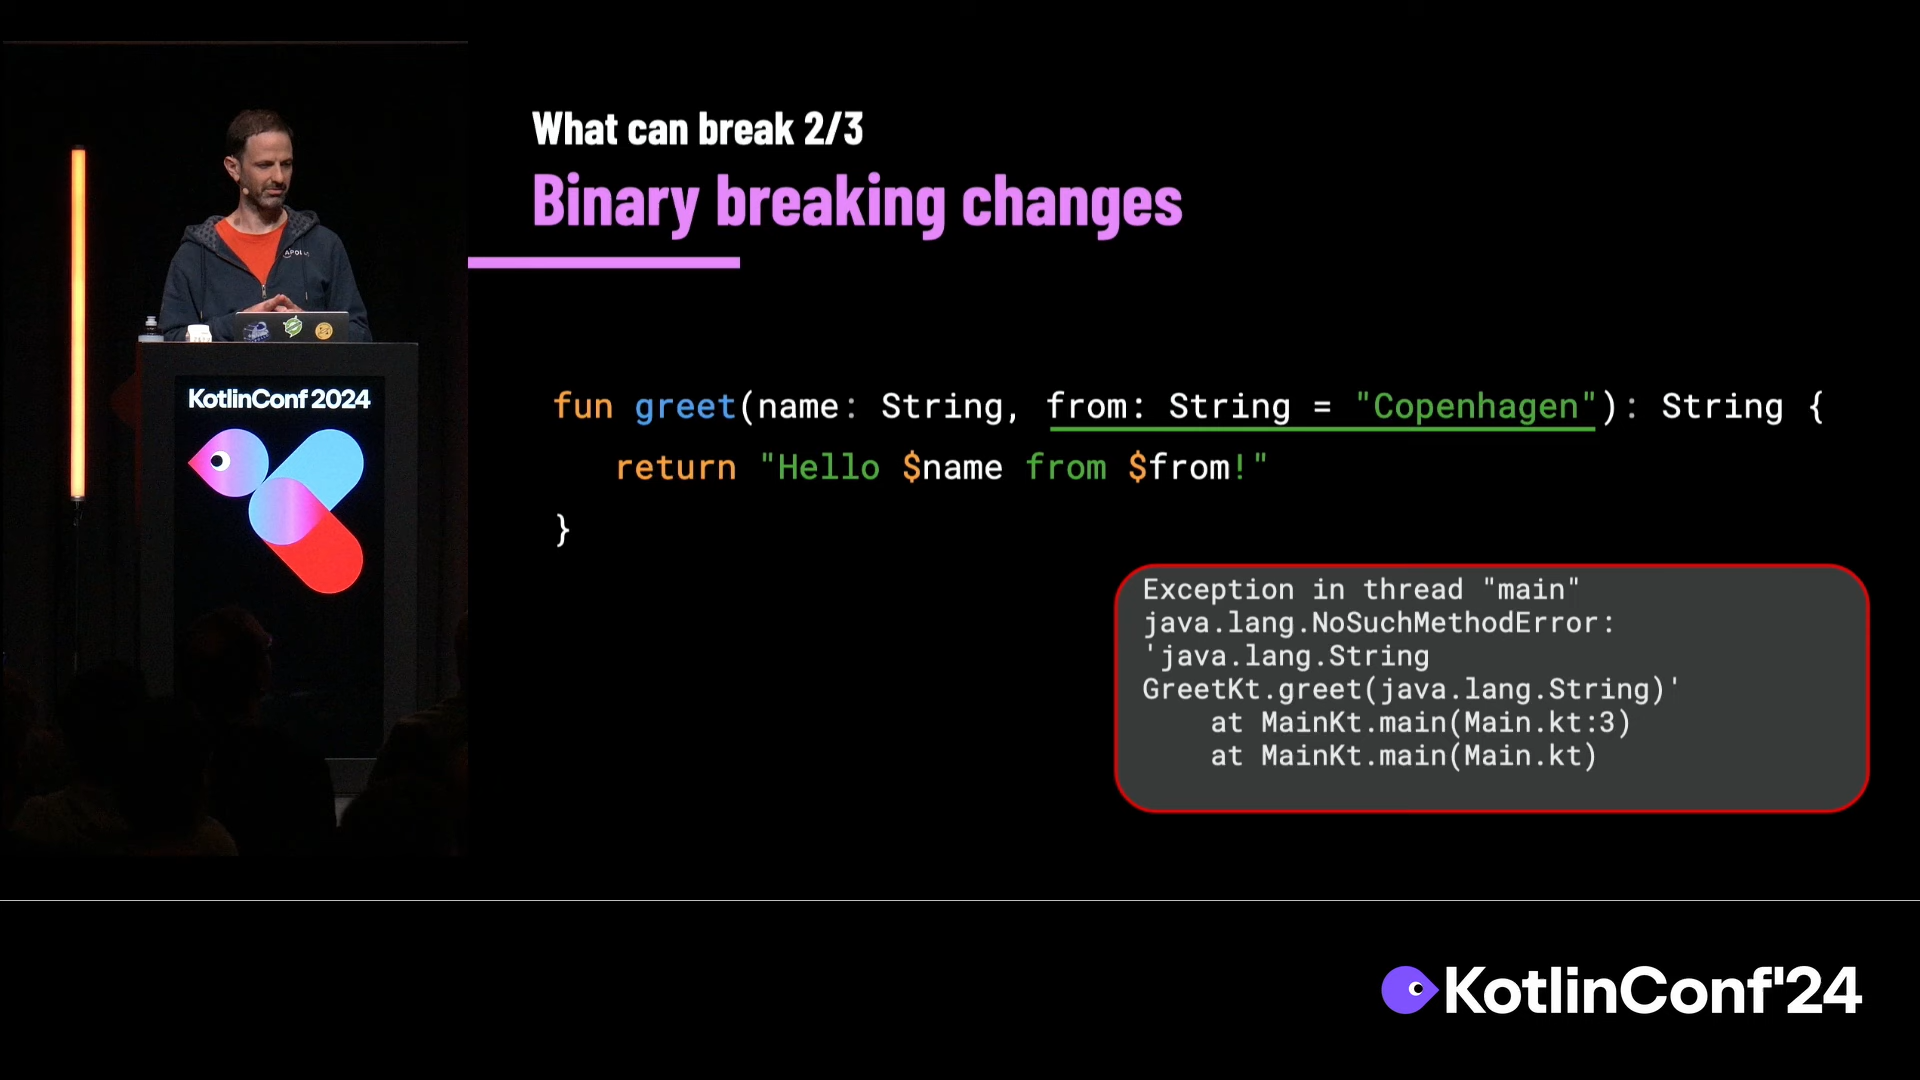 What can break 2/3
Binary breaking changes
fun greet(name: String, from: String = "Copenhagen"): String {
return "Hello $name from $from!"
}
Exception in thread "main"
java.lang.NoSuchMethodError:
'java.lang.String
GreetKt.greet(java.lang.String)'
at MainKt.main(Main.kt:3)
at MainKt.main(Main.kt)
KotlinConf 2024
KotlinConf'24